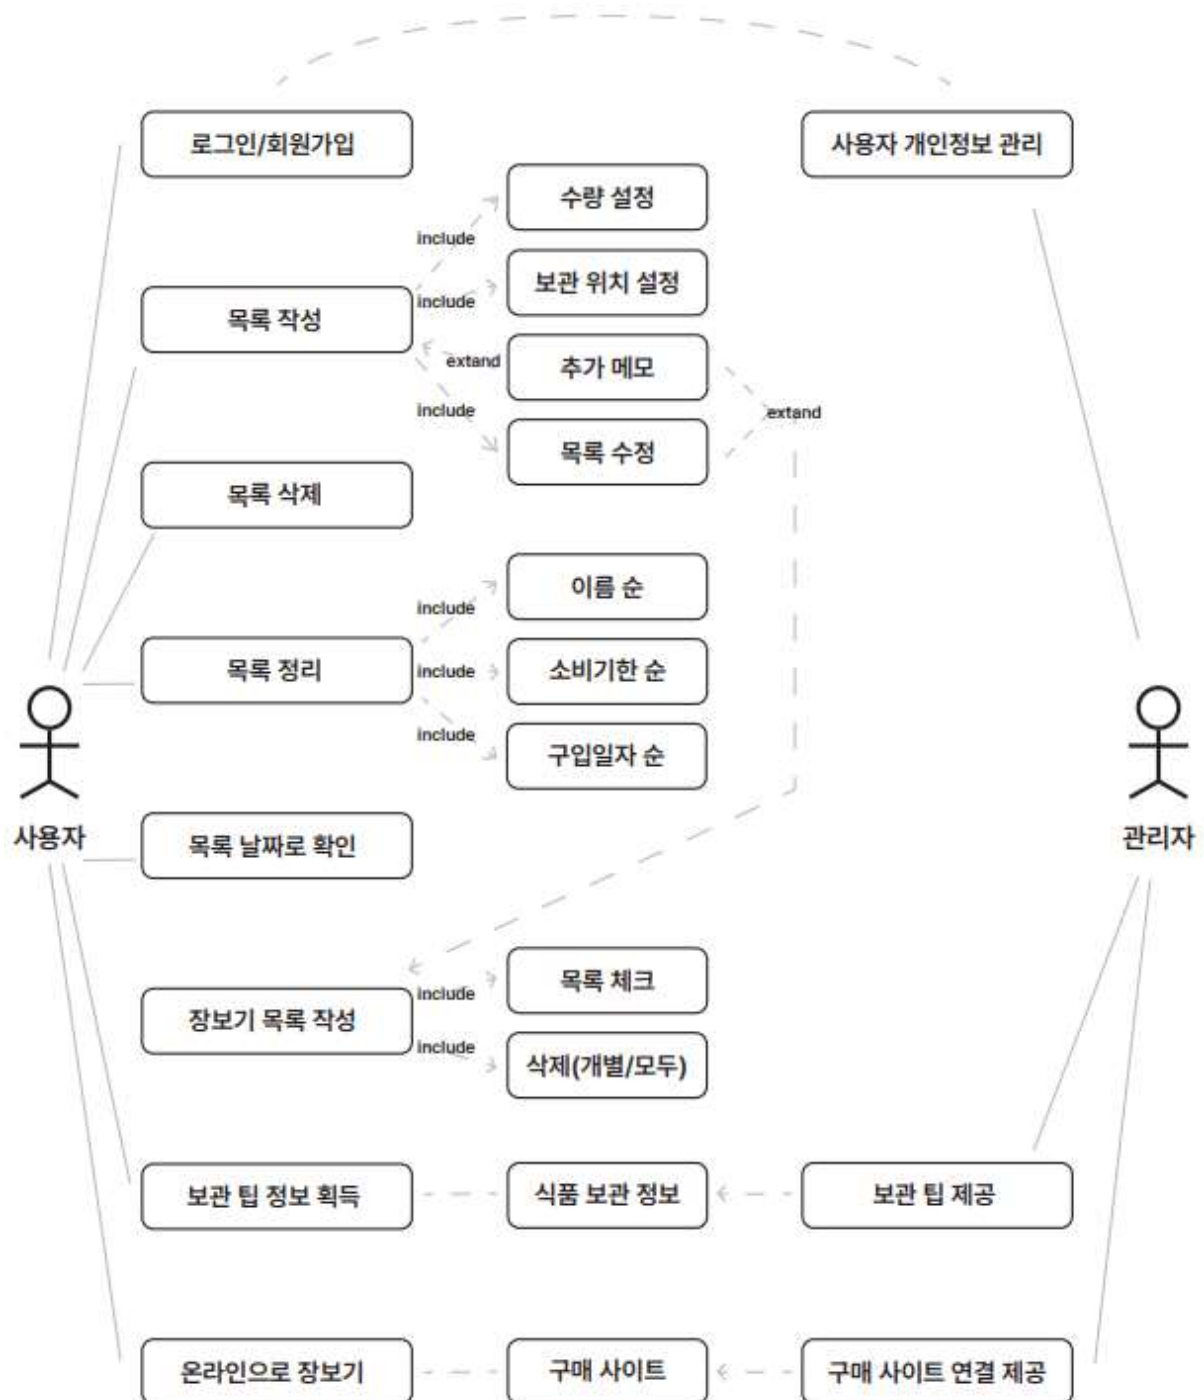 로그인/회원가입
사용자 개인정보 관리
수량 설정
include
보관 위치 설정
include
목록 작성
추가 메모
extand
include
extand
목록 수정
목록 삭제
이름 순
include
목록 정리
include
소비기한 순
include
구입일자 순
사용자
관리자
목록 날짜로 확인
목록 체크
include
장보기 목록 작성
include
삭제(개별/모두)
보관 팁 정보 획득
식품 보관 정보
보관 팁 제공
온라인으로 장보기
구매 사이트
구매 사이트 연결 제공